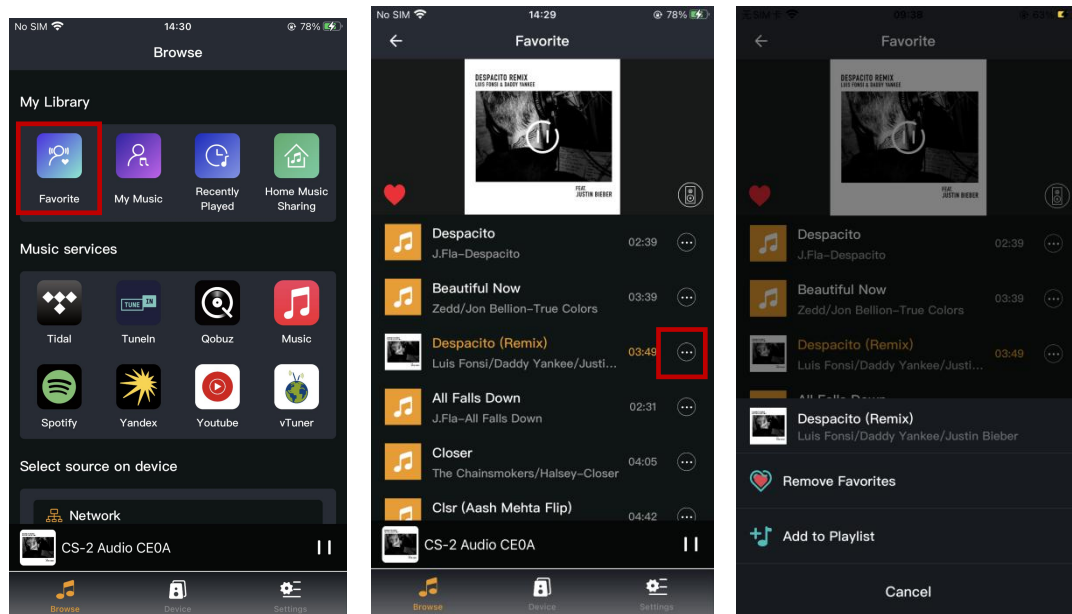 No SIM 14:30 78%
Browse
My Library
Favorite
My Music
Recently
Played
Home Music
Sharing
Music services
TUNE IN
Tidal
TuneIn
Qobuz
Music
Spotify
Yandex
Youtube
vTuner
Select source on device
Network
CS-2 Audio CE0A
Browse
Device
Settings
No SIM 14:29 78%
Favorite
DESPACITO REMIX
LUIS FONSI & DADDY YANKEE
FEAT.
JUSTIN BIEBER
Despacito
J.Fla-Despacito
02:39
Beautiful Now
Zedd/Jon Bellion-True Colors
03:39
Despacito (Remix)
Luis Fonsi/Daddy Yankee/Justi...
03:49
All Falls Down
J.Fla-All Falls Down
02:31
Closer
The Chainsmokers/Halsey-Closer
04:05
Clsr (Aash Mehta Flip)
04:42
CS-2 Audio CE0A
Browse
Device
Settings
09:38 63%
Favorite
DESPACITO REMIX
LUIS FONSI & DADDY YANKEE
FEAT.
JUSTIN BIEBER
Despacito
J.Fla-Despacito
02:39
Beautiful Now
Zedd/Jon Bellion-True Colors
03:39
Despacito (Remix)
Luis Fonsi/Daddy Yankee/Justi...
03:49
All Falls Down
Despacito (Remix)
Luis Fonsi/Daddy Yankee/Justin Bieber
Remove Favorites
Add to Playlist
Cancel